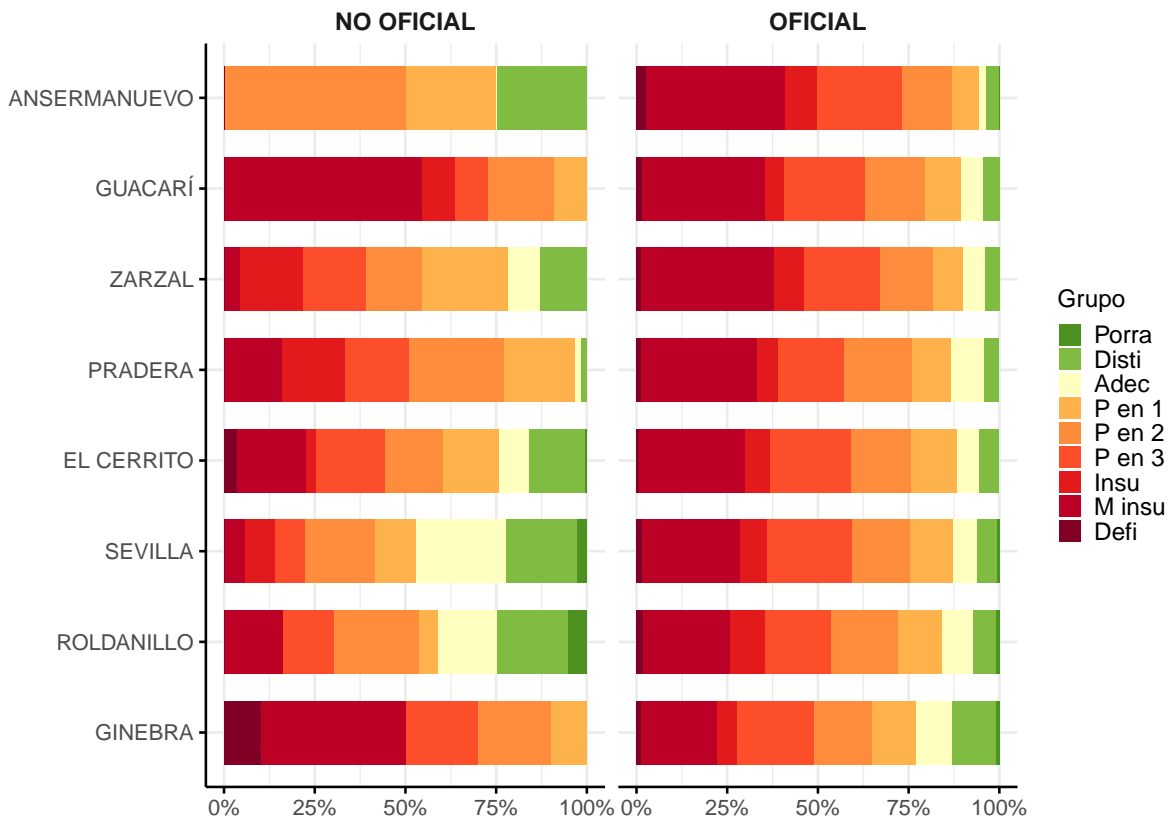 NO OFICIAL
OFICIAL
ANSERMANUEVO
GUACARÍ
ZARZAL
PRADERA
EL CERRITO
SEVILLA
ROLDANILLO
GINEBRA
0% 25% 50% 75% 100% 0% 25% 50% 75% 100%
Grupo
Porra
Disti
Adec
P en 1
P en 2
P en 3
Insu
M insu
Defi